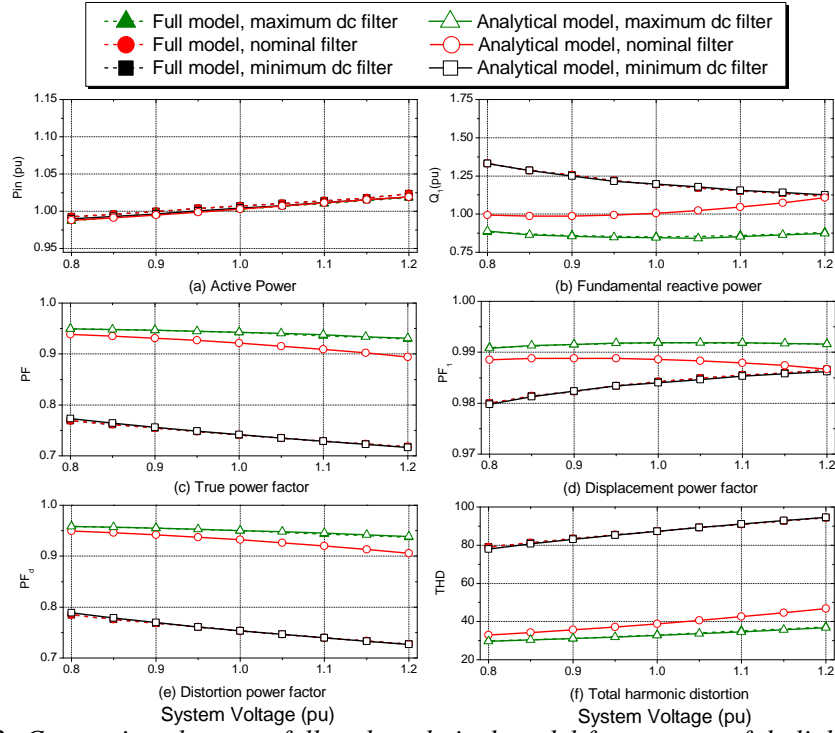 Full model, maximum dc filter
Analytical model, maximum dc filter
Full model, nominal filter
Analytical model, nominal filter
Full model, minimum dc filter
Analytical model, minimum dc filter
1.15
1.10
1.05
1.00
0.95
Pin (pu)
0.8
0.9
1.0
1.1
1.2
(a) Active Power
1.75
1.50
1.25
1.00
0.75
Q1(pu)
0.8
0.9
1.0
1.1
1.2
(b) Fundamental reactive power
1.0
0.9
0.8
0.7
PF
0.8
0.9
1.0
1.1
1.2
(c) True power factor
1.00
0.99
0.98
0.97
PF1
0.8
0.9
1.0
1.1
1.2
(d) Displacement power factor
1.0
0.9
0.8
0.7
PFd
0.8
0.9
1.0
1.1
1.2
(e) Distortion power factor
System Voltage (pu)
100
80
60
40
20
THD
0.8
0.9
1.0
1.1
1.2
(f) Total harmonic distortion
System Voltage (pu)